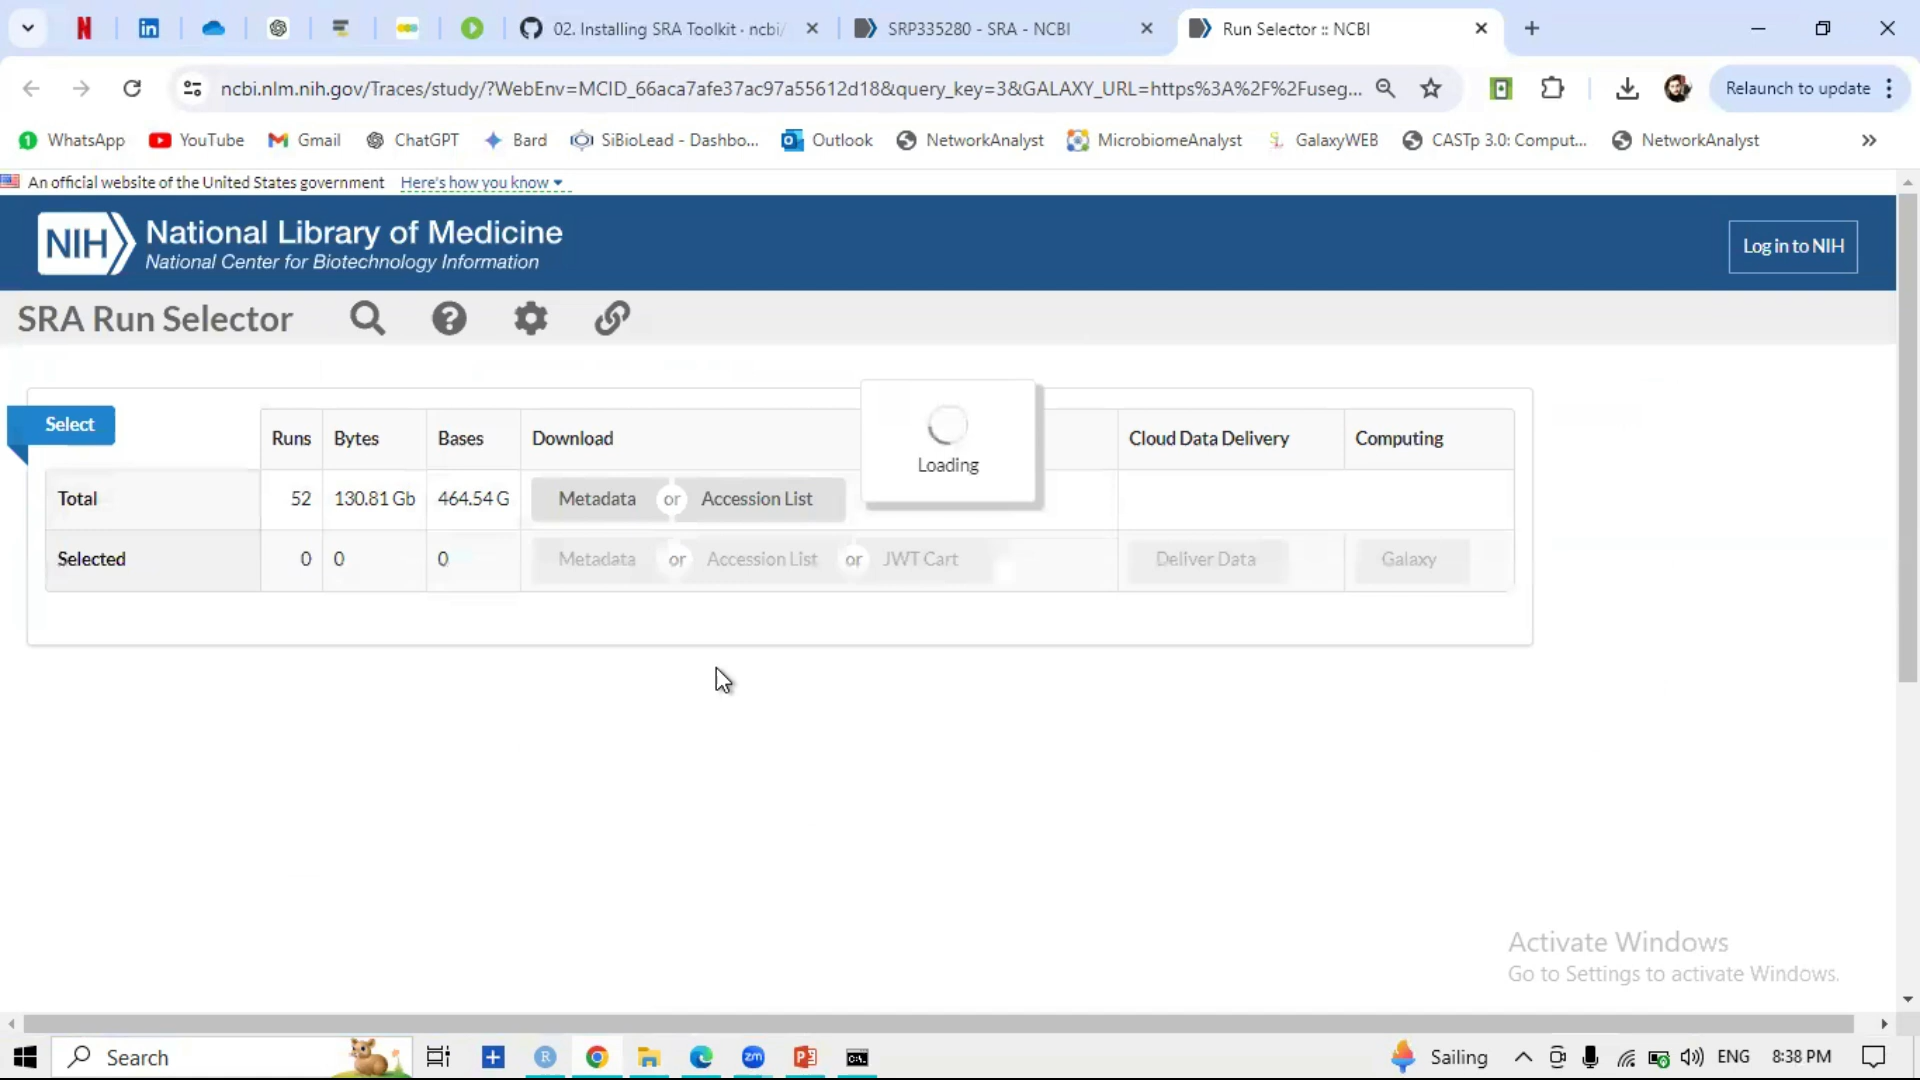 02. Installing SRA Toolkit · ncbi/
SRP335280 - SRA - NCBI
Run Selector :: NCBI
ncbi.nlm.nih.gov/Traces/study/?WebEnv=MCID_66aca7afe37ac97a55612d18&query_key=3&GALAXY_URL=https%3A%2F%2Fuseg...
Relaunch to update
WhatsApp YouTube Gmail ChatGPT Bard SiBioLead - Dashbo... Outlook NetworkAnalyst MicrobiomeAnalyst GalaxyWEB CASTp 3.0: Comput... NetworkAnalyst
An official website of the United States government Here's how you know
NIH National Library of Medicine
National Center for Biotechnology Information
Log in to NIH
SRA Run Selector
Select
Runs Bytes Bases Download Cloud Data Delivery Computing
Loading
Total 52 130.81 Gb 464.54 G Metadata or Accession List
Selected 0 0 0 Metadata or Accession List or JWT Cart Deliver Data Galaxy
Activate Windows
Go to Settings to activate Windows.
Search
Sailing
ENG
8:38 PM